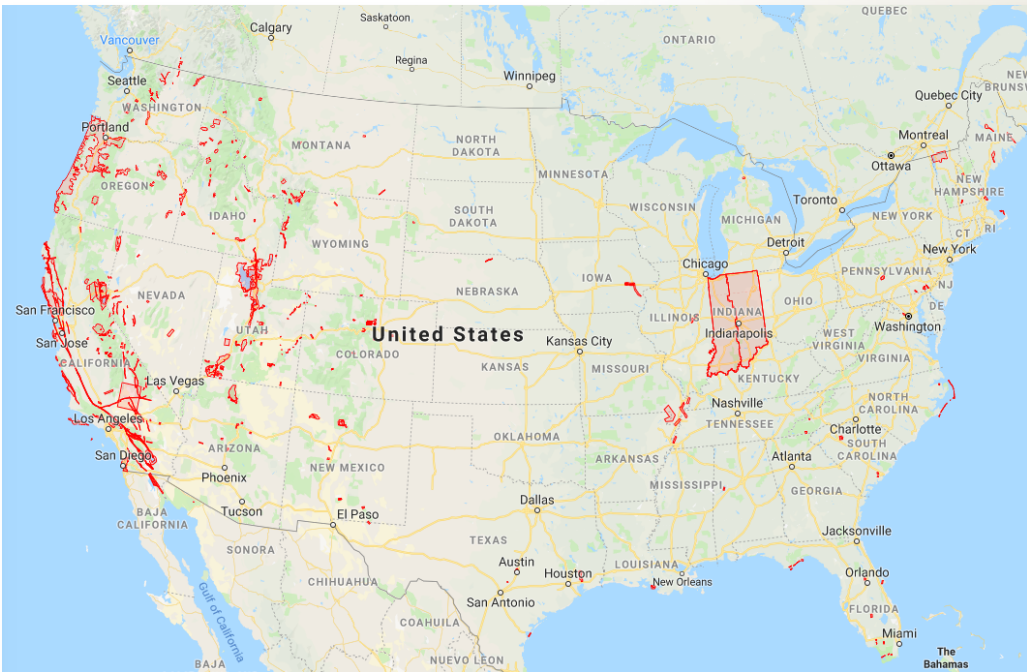 QUEBEC
Saskatoon
Calgary
ONTARIO
Vancouver
Regina
Winnipeg
Seattle
NEW
BRUNSW
Quebec City
WASHINGTON
Portland
MONTANA
NORTH
DAKOTA
Montreal
MAINE
Ottawa
MINNESOTA
OREGON
NEW
HAMPSHIRE
IDAHO
SOUTH
DAKOTA
WISCONSIN
Toronto
MICHIGAN
NEW YORK
CT
RI
WYOMING
Detroit
New York
Chicago
PENNSYLVANIA
IOWA
NEBRASKA
NJ
NEVADA
OHIO
DE
San Francisco
ILLINOIS
INDIANA
Washington
UTAH
United States
Indianapolis
WEST
VIRGINIA
San Jose
Kansas City
COLORADO
CALIFORNIA
KANSAS
MISSOURI
VIRGINIA
Las Vegas
KENTUCKY
Nashville
NORTH
CAROLINA
Los Angeles
TENNESSEE
Charlotte
OKLAHOMA
ARIZONA
ARKANSAS
SOUTH
CAROLINA
San Diego
NEW MEXICO
Atlanta
Phoenix
MISSISSIPPI
GEORGIA
Dallas
BAJA
CALIFORNIA
Tucson
El Paso
Jacksonville
TEXAS
SONORA
LOUISIANA
Austin
Houston
Orlando
CHIHUAHUA
New Orleans
San Antonio
FLORIDA
Gulf of California
COAHUILA
Miami
The
Bahamas
BAJA
NUEVO LEON